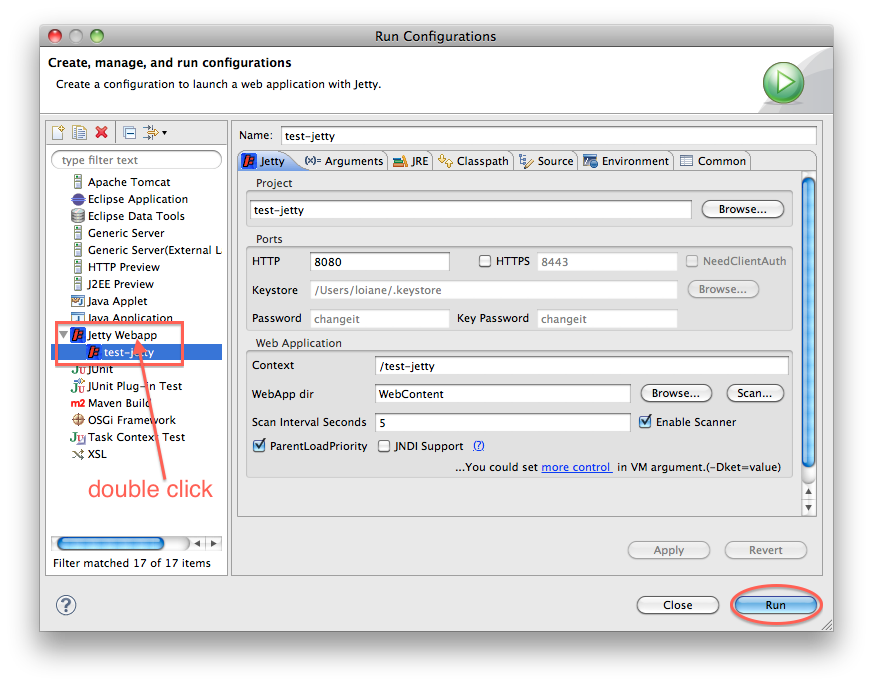 Run Configurations
Create, manage, and run configurations
Create a configuration to launch a web application with Jetty.
type filter text
Apache Tomcat
Eclipse Application
Eclipse Data Tools
Generic Server
Generic Server(External L
HTTP Preview
J2EE Preview
Java Applet
Java Application
Jetty Webapp
test-jetty
JUnit
JUnit Plug-in Test
m2 Maven Build
OSGi Framework
Task Context Test
XSL
double click
Filter matched 17 of 17 items
Name: test-jetty
Jetty (x)= Arguments JRE Classpath Source Environment Common
Project
test-jetty Browse...
Ports
HTTP 8080 HTTPS 8443 NeedClientAuth
Keystore /Users/loiane/.keystore Browse...
Password changeit Key Password changeit
Web Application
Context /test-jetty
WebApp dir WebContent Browse... Scan...
Scan Interval Seconds 5 Enable Scanner
ParentLoadPriority JNDI Support (?)
...You could set more control in VM argument.(-Dket=value)
Apply Revert
? Close Run